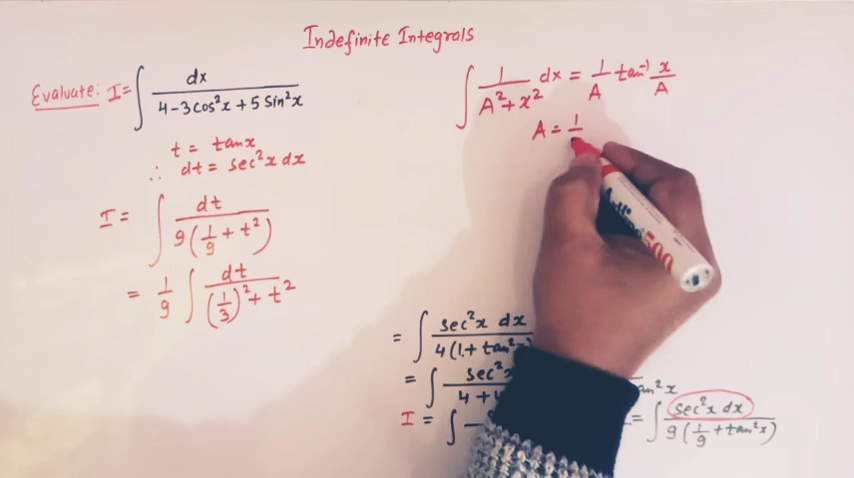 Indefinite Integrals
Evaluate: I = ∫ dx / (4 - 3cos²x + 5 Sin²x)
t = tanx
∴ dt = sec²x dx
I = ∫ dt / 9(1/9 + t²)
= 1/9 ∫ dt / (1/3)² + t²
∫ 1/(A² + x²) dx = 1/A tan⁻¹ x/A
A = 1
= ∫ sec²x dx / 4(1 + tan²x)
= ∫ sec²x / 4 + 4
I = ∫
an²x
= ∫ sec²x dx / 9(1/9 + tan²x)
500